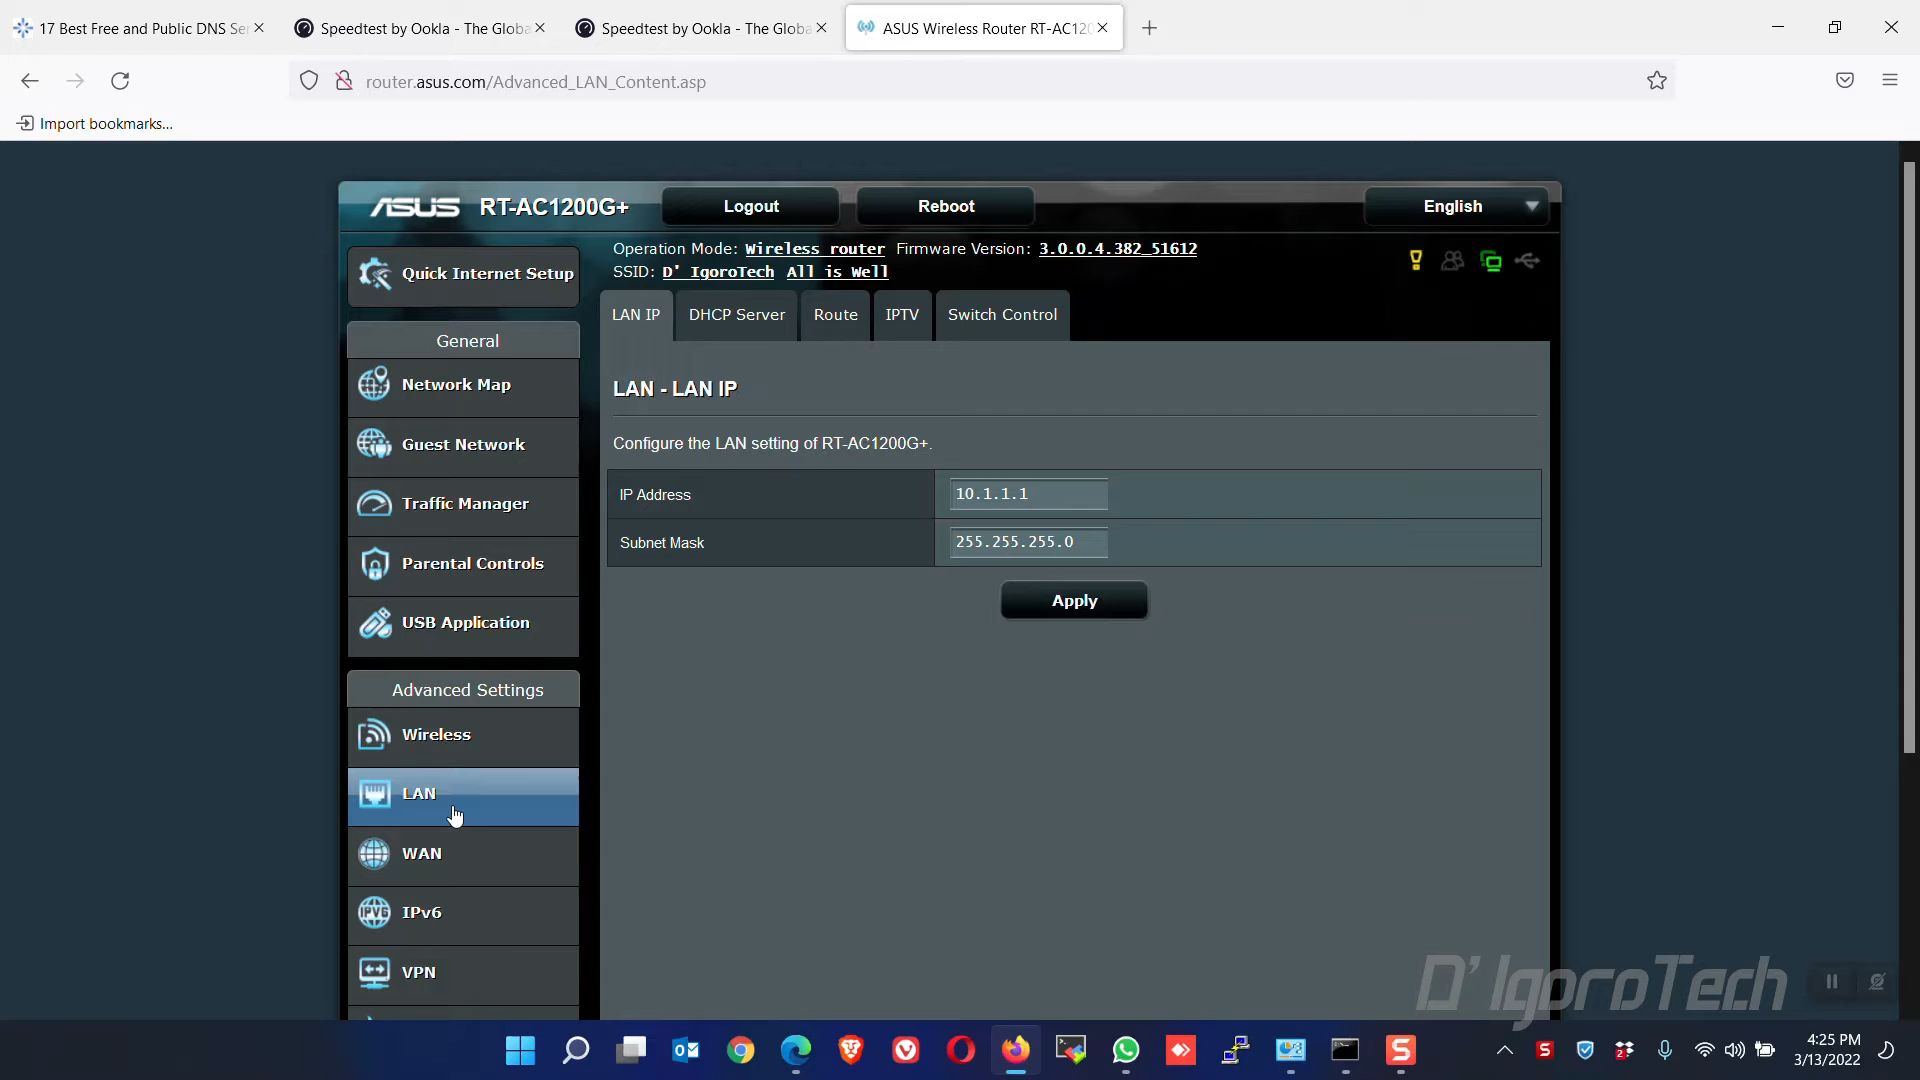 17 Best Free and Public DNS Ser
Speedtest by Ookla - The Globa
Speedtest by Ookla - The Globa
ASUS Wireless Router RT-AC120
router.asus.com/Advanced_LAN_Content.asp
Import bookmarks...
ASUS RT-AC1200G+
Logout
Reboot
English
Quick Internet Setup
Operation Mode: Wireless router Firmware Version: 3.0.0.4.382_51612
SSID: D' IgoroTech All is Well
General
Network Map
Guest Network
Traffic Manager
Parental Controls
USB Application
Advanced Settings
Wireless
LAN
WAN
IPv6
VPN
LAN IP
DHCP Server
Route
IPTV
Switch Control
LAN - LAN IP
Configure the LAN setting of RT-AC1200G+.
IP Address 10.1.1.1
Subnet Mask 255.255.255.0
Apply
D' IgoroTech
4:25 PM
3/13/2022